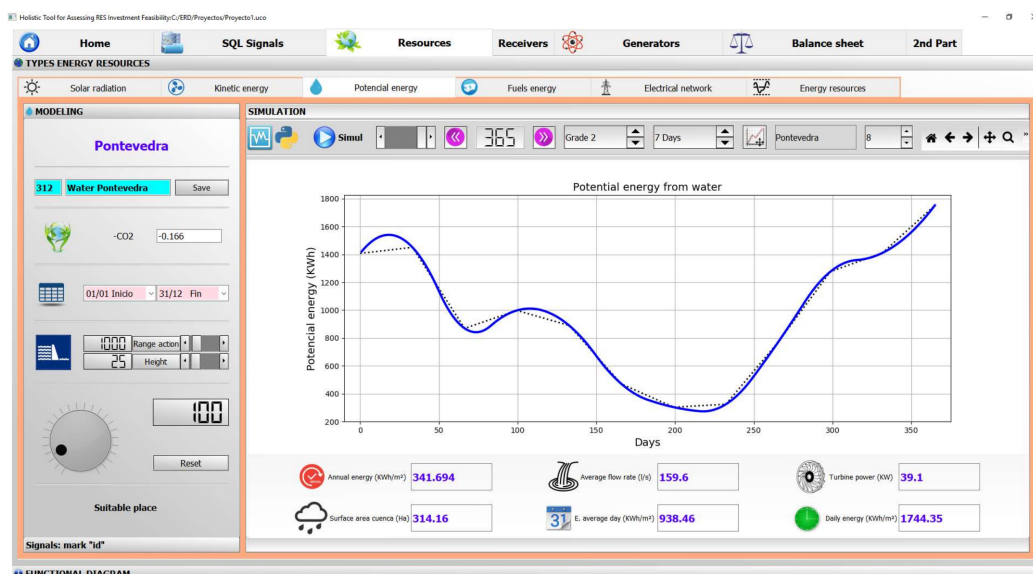 Holistic Tool for Assessing RES Investment Feasibility:C:/ERD/Proyectos/Proyecto1.uco
Home SQL Signals Resources Receivers Generators Balance sheet 2nd Part
TYPES ENERGY RESOURCES
Solar radiation Kinetic energy Potencial energy Fuels energy Electrical network Energy resources
MODELING
Pontevedra
312 Water Pontevedra Save
-CO2 -0.166
01/01 Inicio 31/12 Fin
1000 Range action
25 Height
100
Reset
Suitable place
Signals: mark "id"
SIMULATION
Simul 365 Grade 2 7 Days Pontevedra 8 »
Potential energy from water
Potencial energy (KWh)
1800
1600
1400
1200
1000
800
600
400
200
0 50 100 150 200 250 300 350
Days
Annual energy (KWh/m²) 341.694 Average flow rate (l/s) 159.6 Turbine power (KW) 39.1
Surface area cuenca (Ha) 314.16 31 E. average day (KWh/m²) 938.46 Daily energy (KWh/m²) 1744.35
FUNCTIONAL DIAGRAM